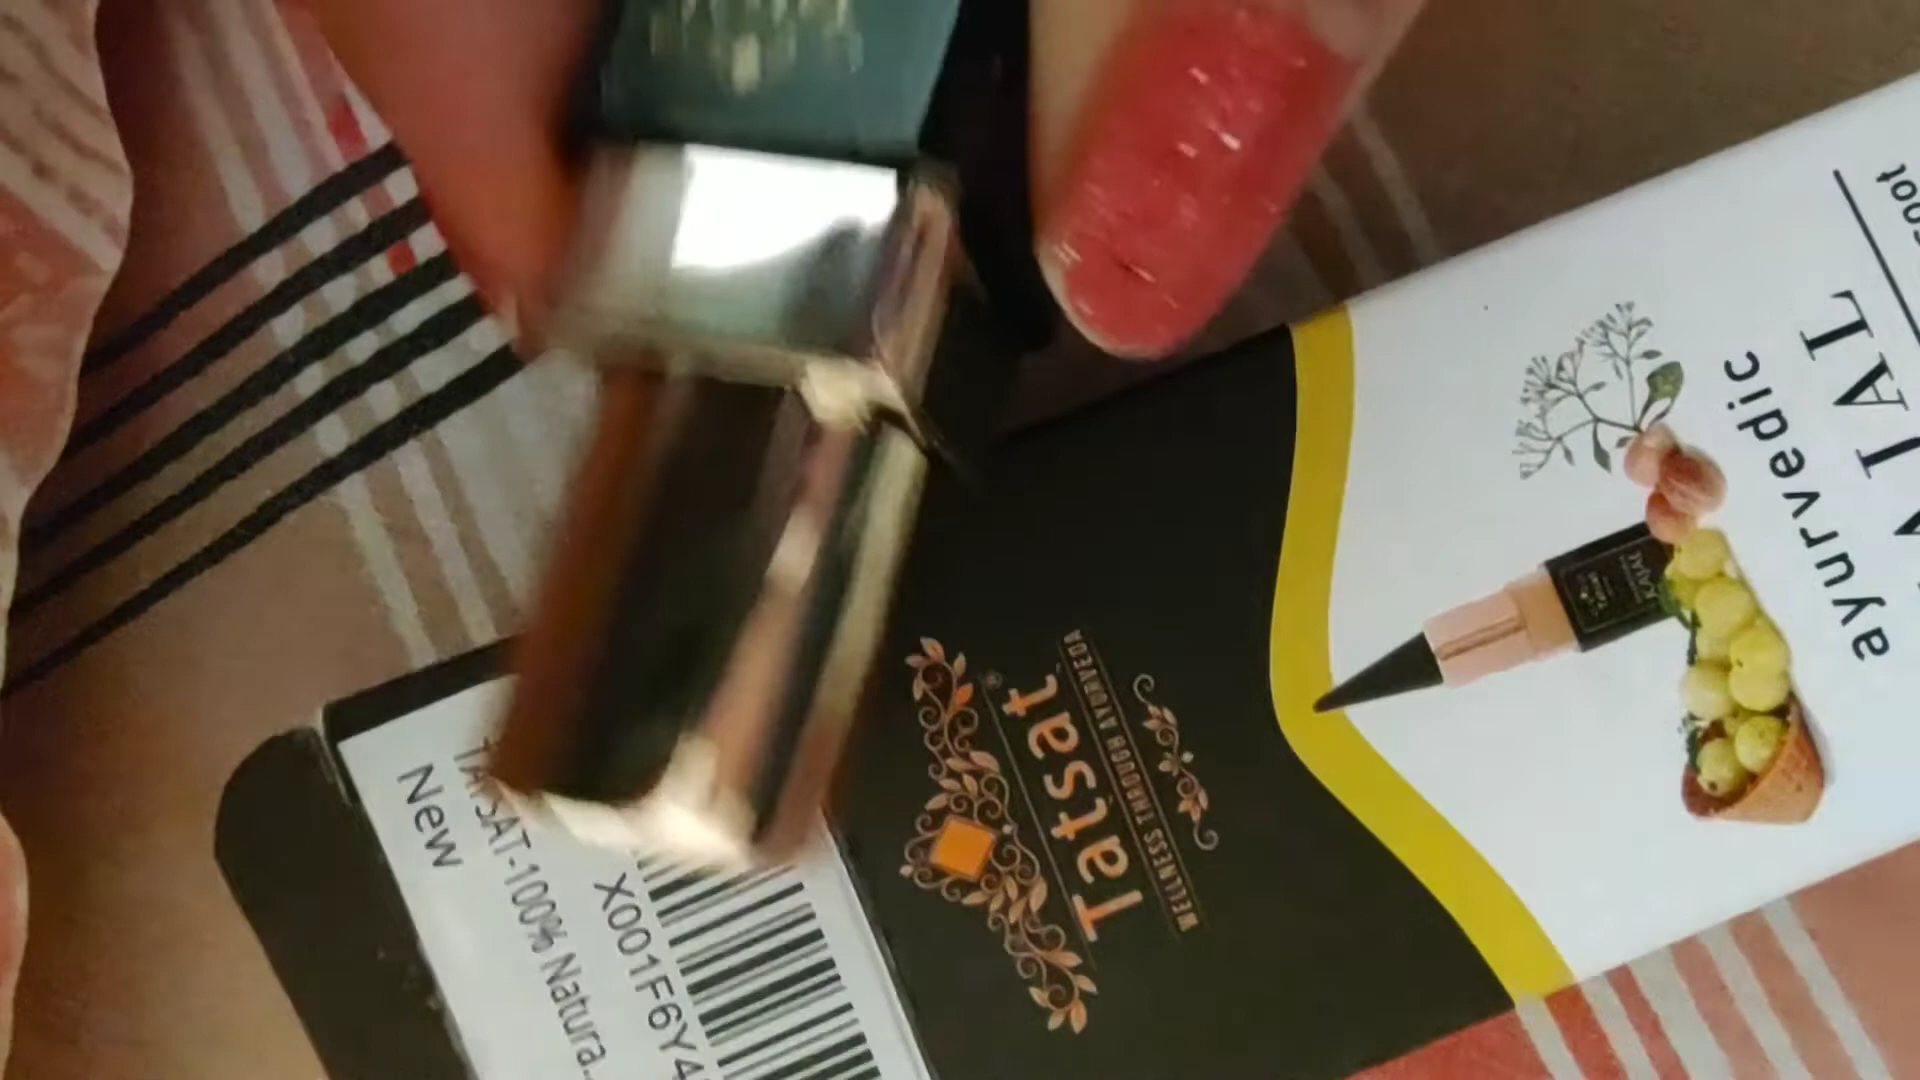 Tatsat®
WELLNESS THROUGH AYURVEDA
ayurvedic
KAJAL
X001F6Y4
TATSAT-100% Natura..
New